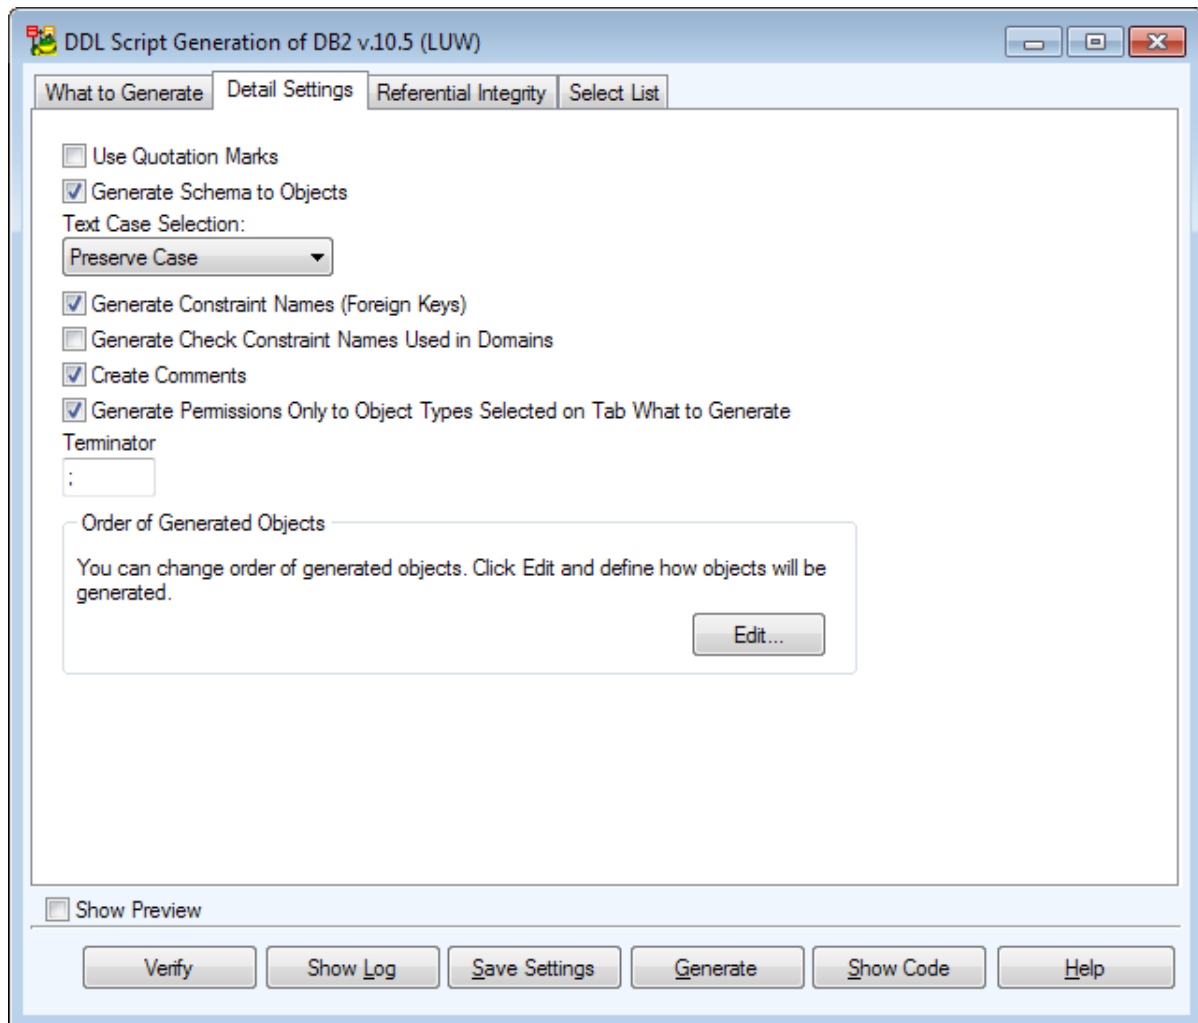 DDL Script Generation of DB2 v.10.5 (LUW)
What to Generate Detail Settings Referential Integrity Select List
Use Quotation Marks
Generate Schema to Objects
Text Case Selection:
Preserve Case
Generate Constraint Names (Foreign Keys)
Generate Check Constraint Names Used in Domains
Create Comments
Generate Permissions Only to Object Types Selected on Tab What to Generate
Terminator
;
Order of Generated Objects
You can change order of generated objects. Click Edit and define how objects will be
generated.
Edit...
Show Preview
Verify Show Log Save Settings Generate Show Code Help